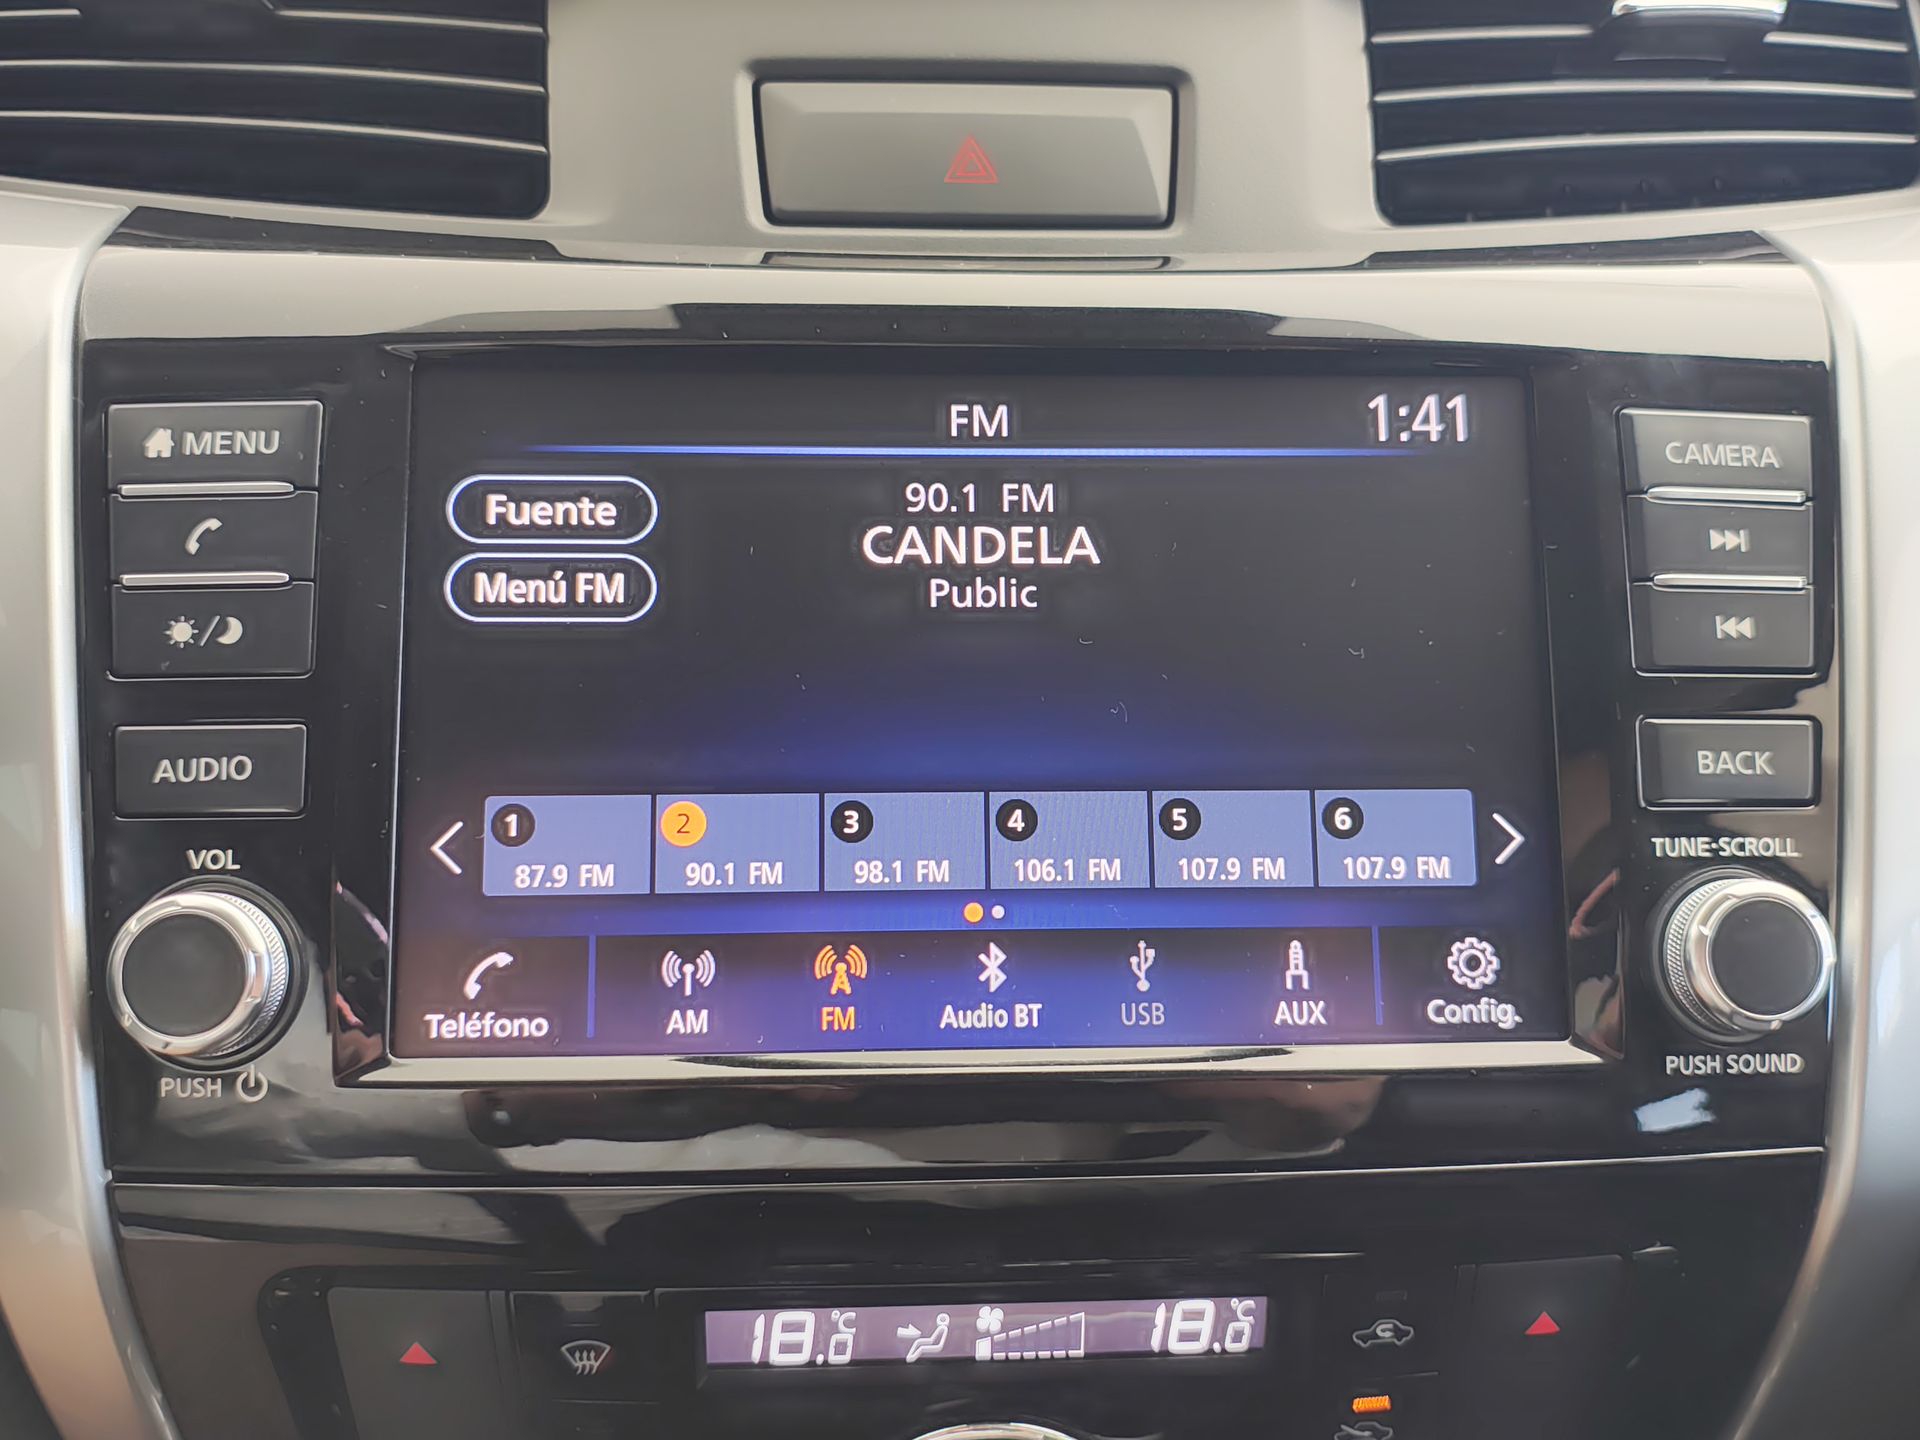 FM
1:41
MENU
CAMERA
Fuente
90.1 FM
CANDELA
Menú FM
Public
AUDIO
BACK
VOL
TUNE·SCROLL
1
2
3
4
5
6
87.9 FM
90.1 FM
98.1 FM
106.1 FM
107.9 FM
107.9 FM
Teléfono
AM
FM
Audio BT
USB
AUX
Config.
PUSH
PUSH SOUND
18.0 °C
18.0 °C